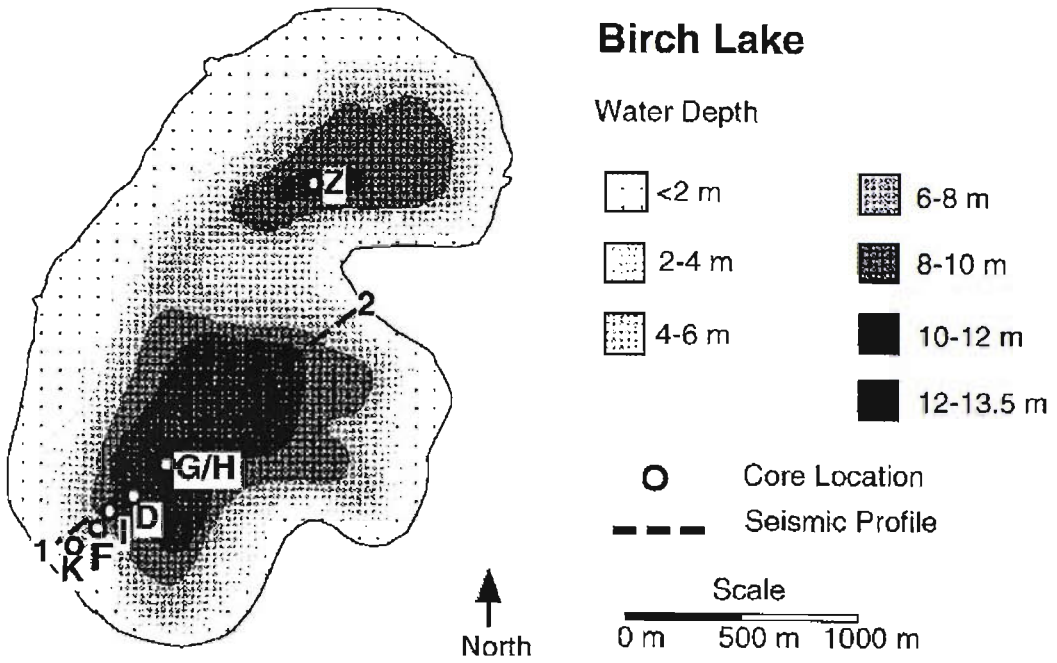 Birch Lake
Water Depth
<2 m
2-4 m
4-6 m
6-8 m
8-10 m
10-12 m
12-13.5 m
Core Location
Seismic Profile
Scale
0 m 500 m 1000 m
North
Z
2
G/H
D
I
F
K
1